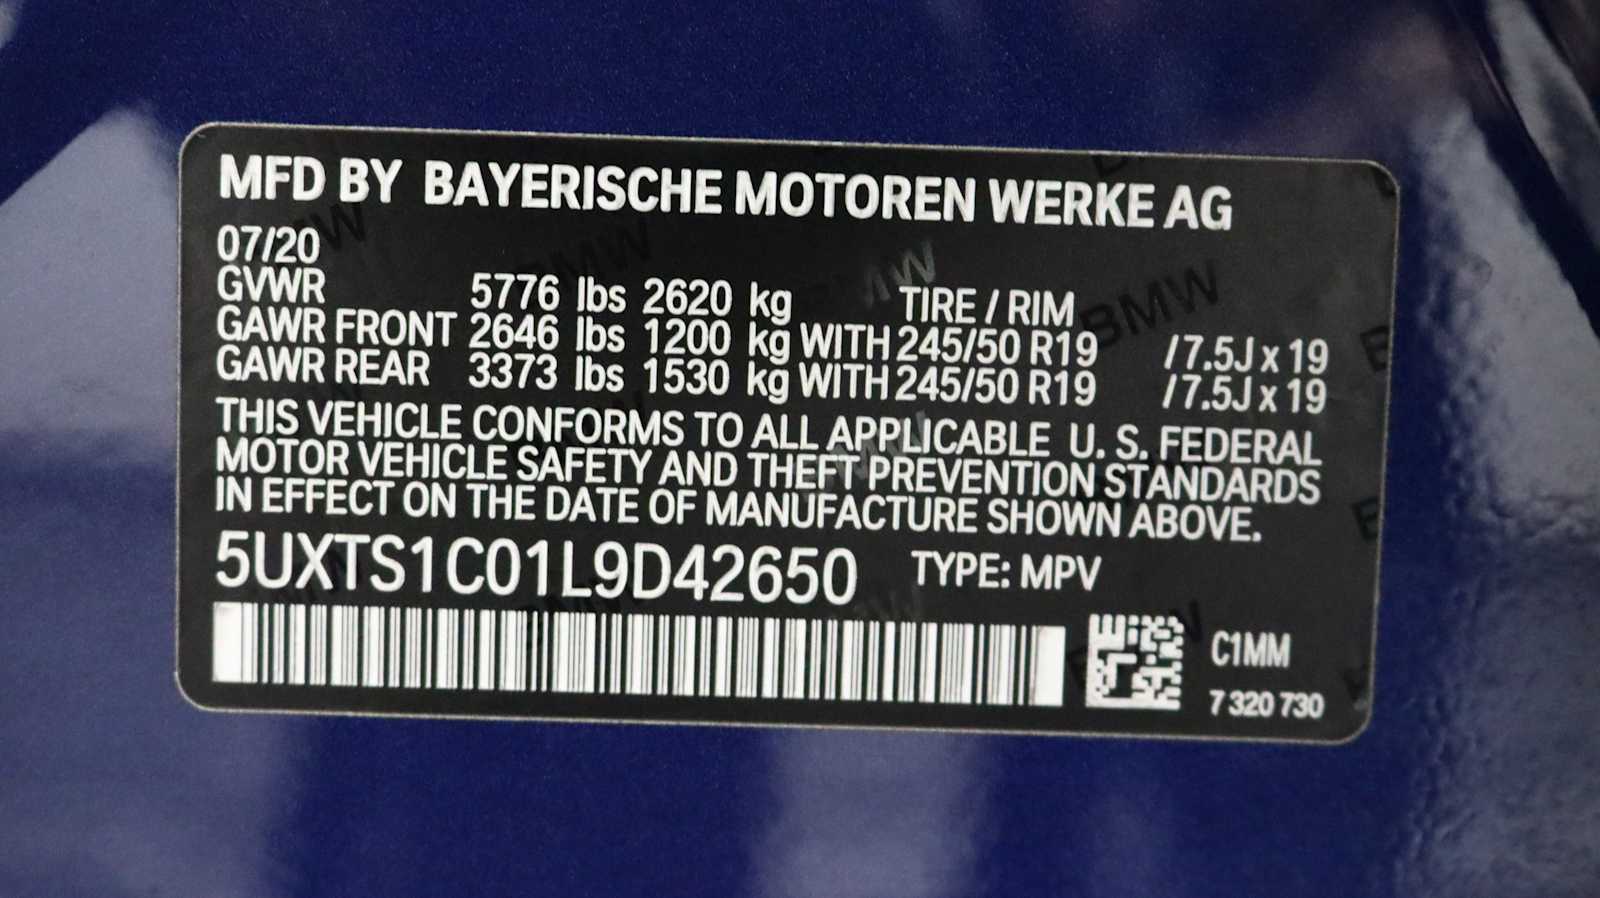 MFD BY BAYERISCHE MOTOREN WERKE AG
07/20
GVWR 5776 lbs 2620 kg TIRE / RIM
GAWR FRONT 2646 lbs 1200 kg WITH 245/50 R19 /7.5J x 19
GAWR REAR 3373 lbs 1530 kg WITH 245/50 R19 /7.5J x 19
THIS VEHICLE CONFORMS TO ALL APPLICABLE U. S. FEDERAL
MOTOR VEHICLE SAFETY AND THEFT PREVENTION STANDARDS
IN EFFECT ON THE DATE OF MANUFACTURE SHOWN ABOVE.
5UXTS1C01L9D42650 TYPE: MPV
C1MM
7 320 730